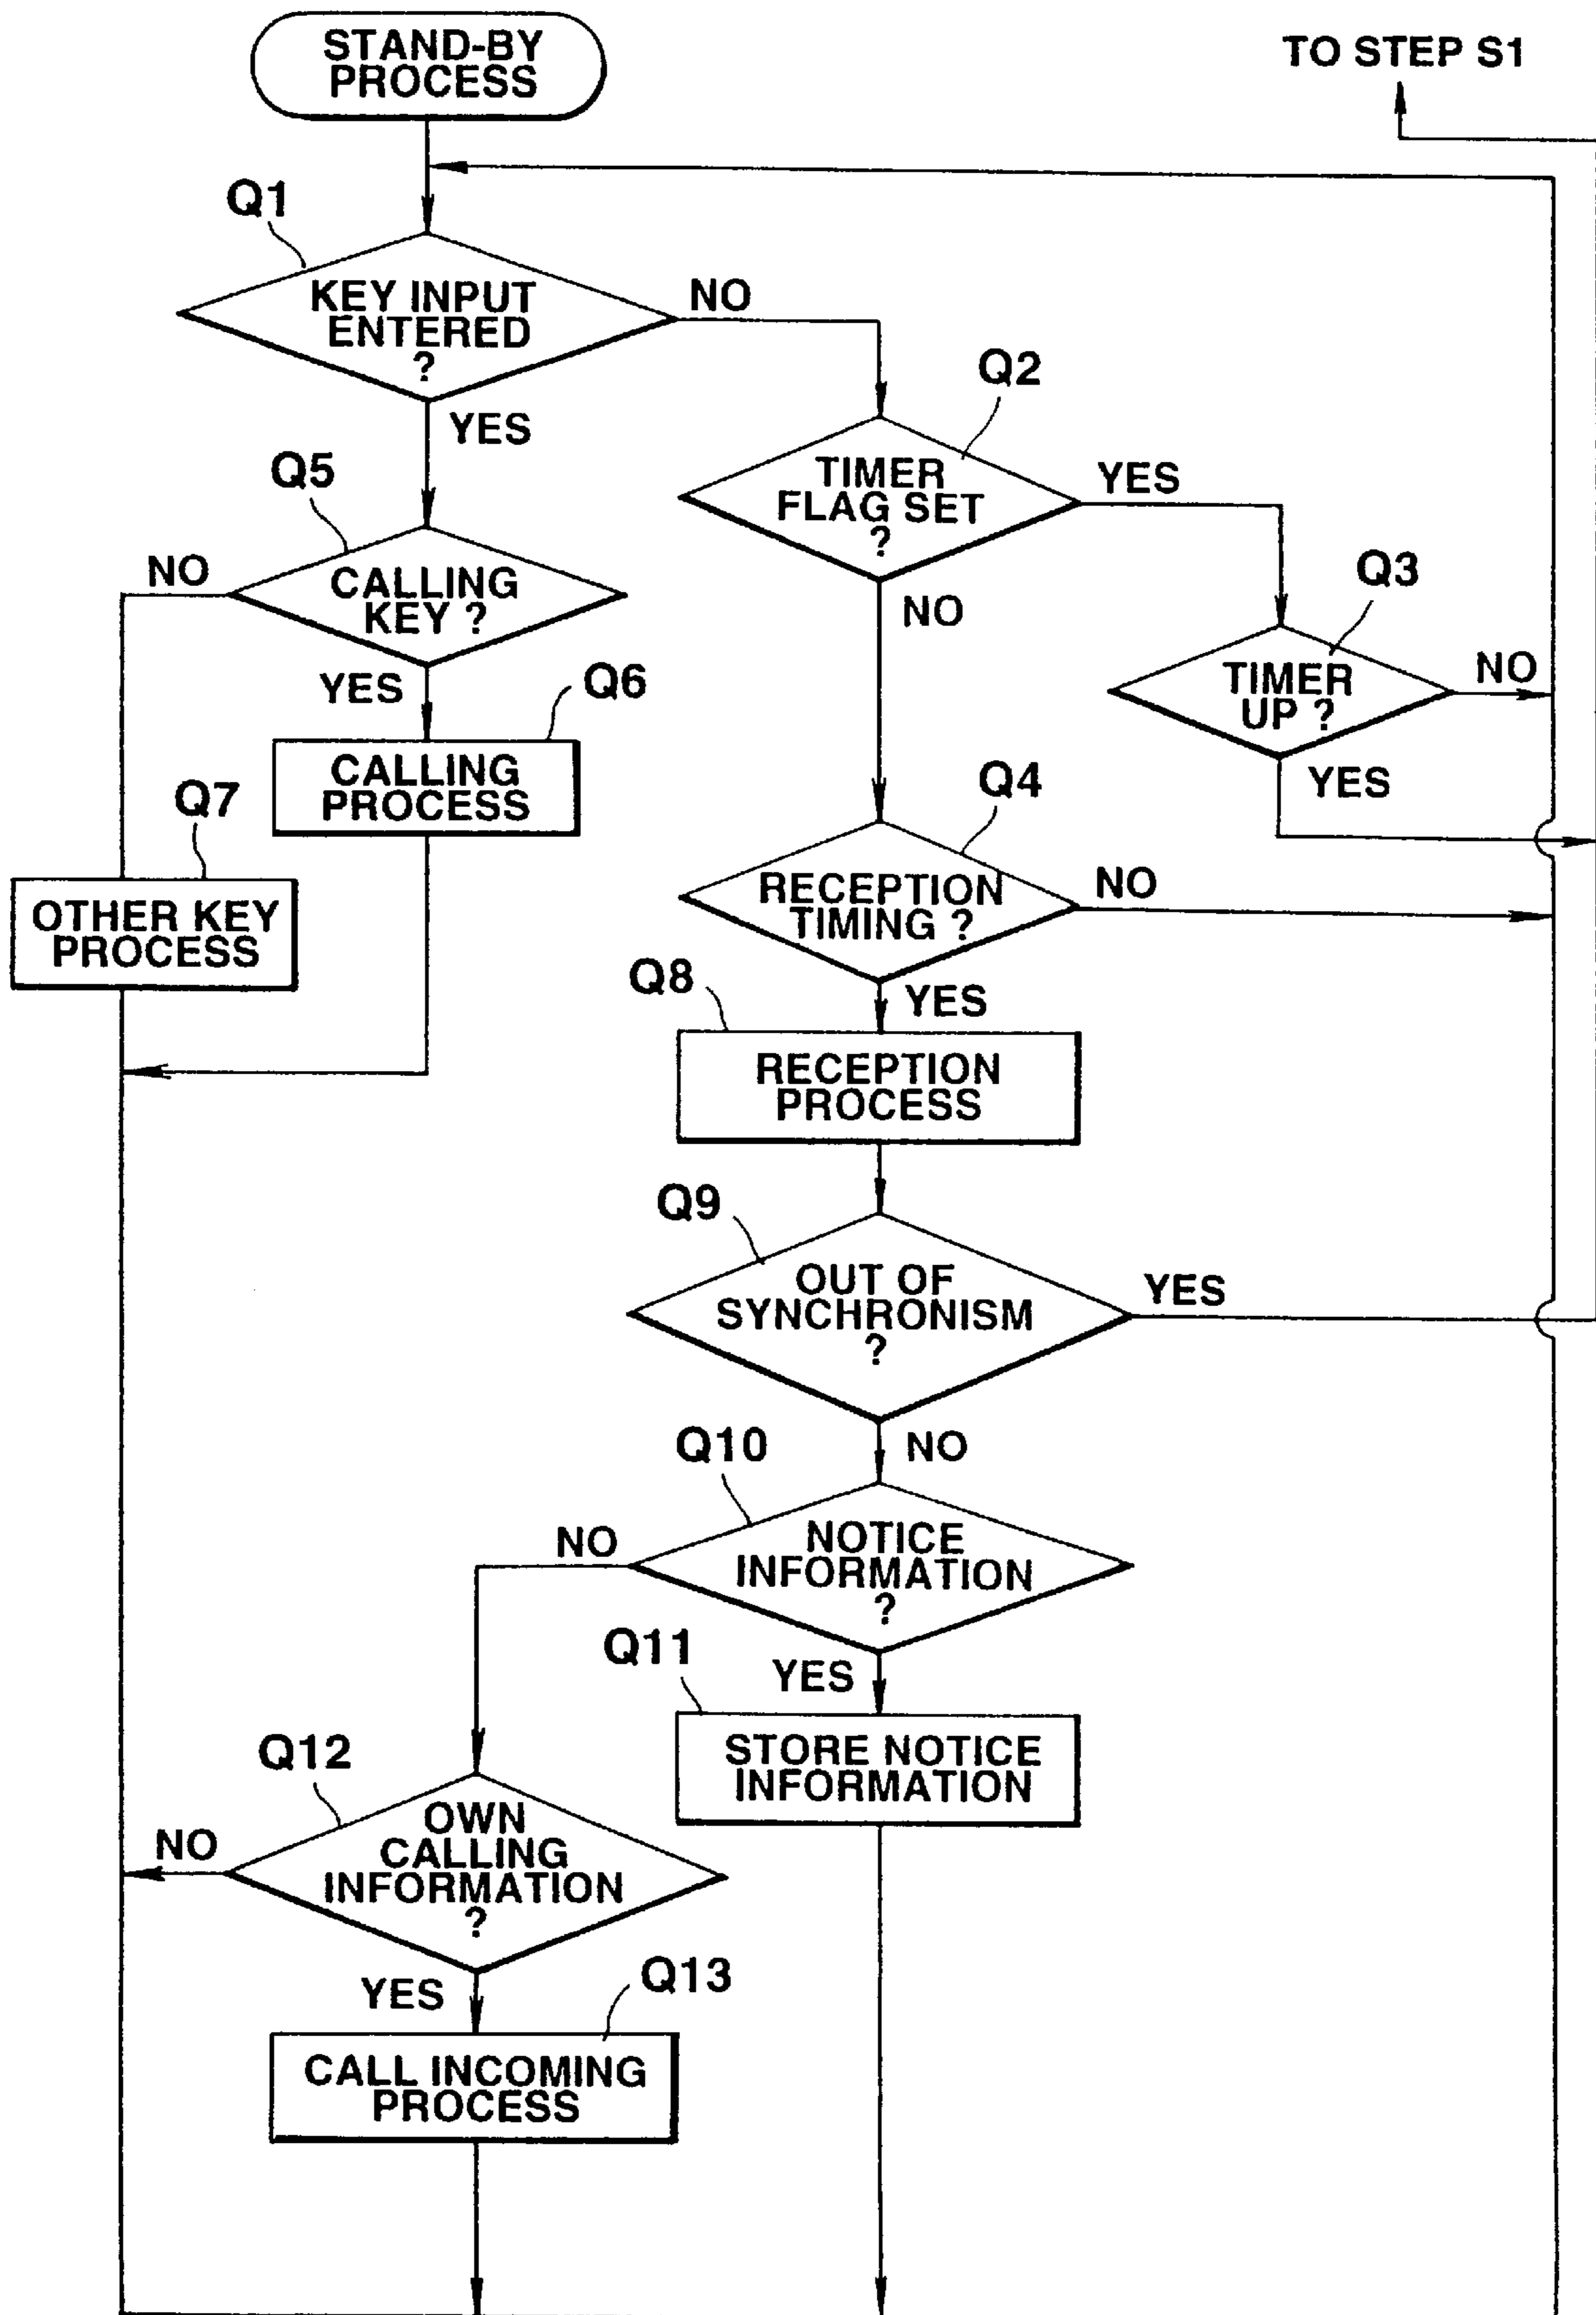 STAND-BY
PROCESS
TO STEP S1
Q1
KEY INPUT
ENTERED
?
NO
YES
Q2
TIMER
FLAG SET
?
YES
NO
Q5
CALLING
KEY ?
NO
YES
Q3
TIMER
UP ?
NO
YES
Q6
CALLING
PROCESS
Q7
OTHER KEY
PROCESS
Q4
RECEPTION
TIMING ?
NO
YES
Q8
RECEPTION
PROCESS
Q9
OUT OF
SYNCHRONISM
?
YES
NO
Q10
NOTICE
INFORMATION
?
NO
YES
Q11
STORE NOTICE
INFORMATION
Q12
OWN
CALLING
INFORMATION
?
NO
YES
Q13
CALL INCOMING
PROCESS